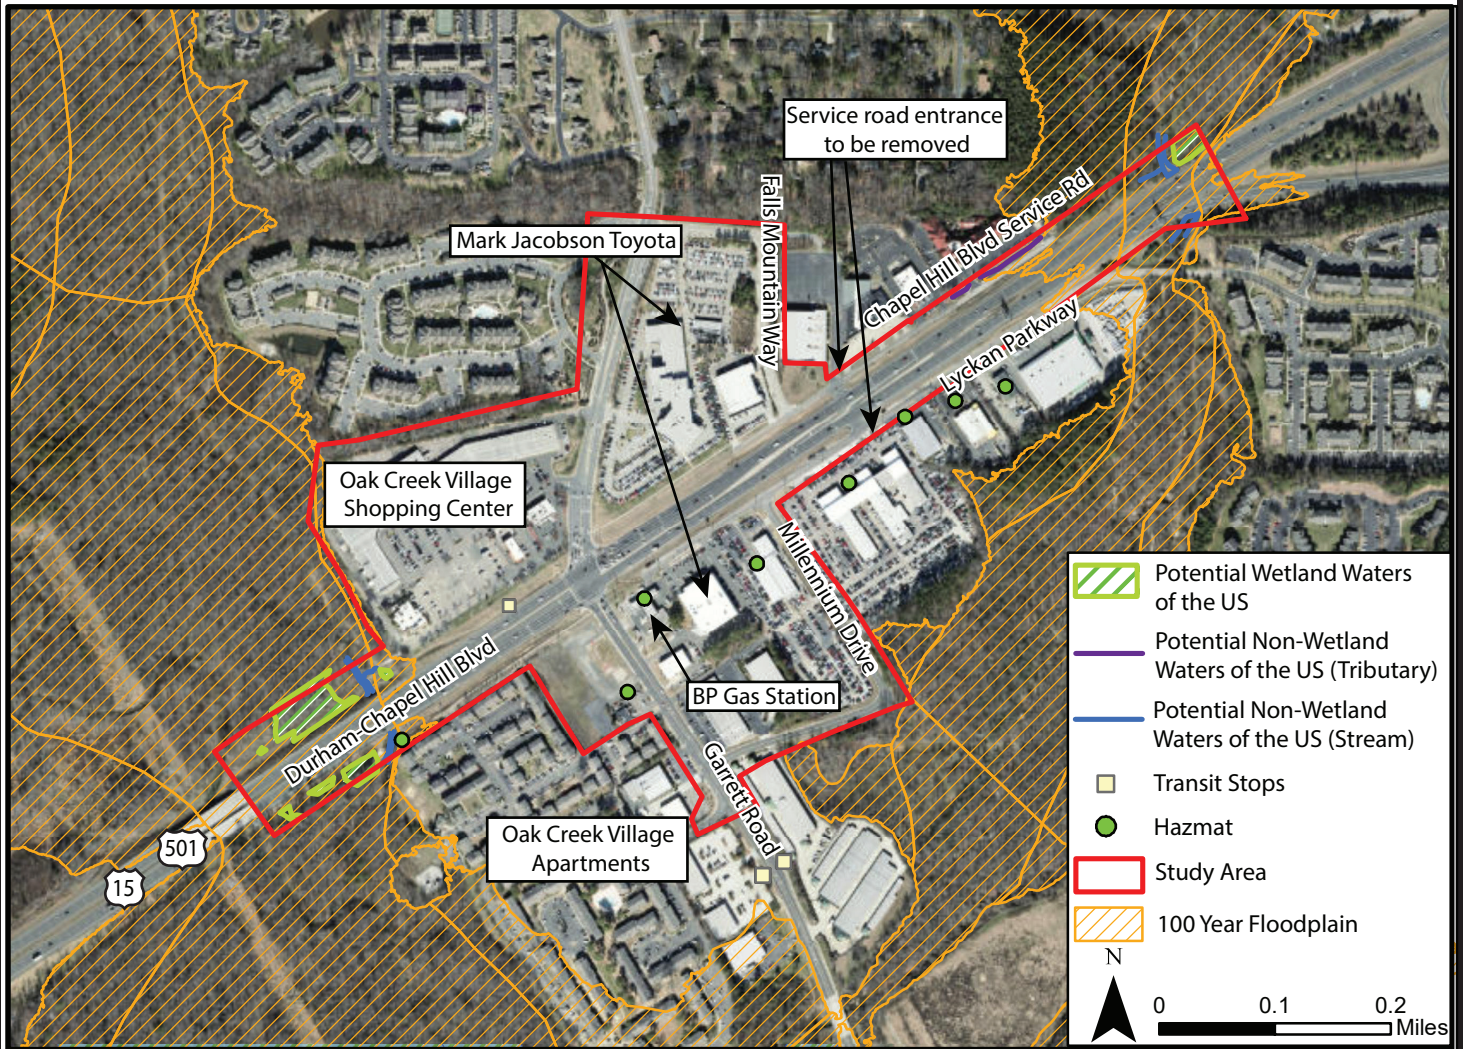 Service road entrance
to be removed
Falls Mountain Way
Chapel Hill Blvd Service Rd
Mark Jacobson Toyota
Lyckan Parkway
Oak Creek Village
Shopping Center
Millennium Drive
Durham-Chapel Hill Blvd
BP Gas Station
Garrett Road
Oak Creek Village
Apartments
501
15
Potential Wetland Waters
of the US
Potential Non-Wetland
Waters of the US (Tributary)
Potential Non-Wetland
Waters of the US (Stream)
Transit Stops
Hazmat
Study Area
100 Year Floodplain
N
0 0.1 0.2
Miles